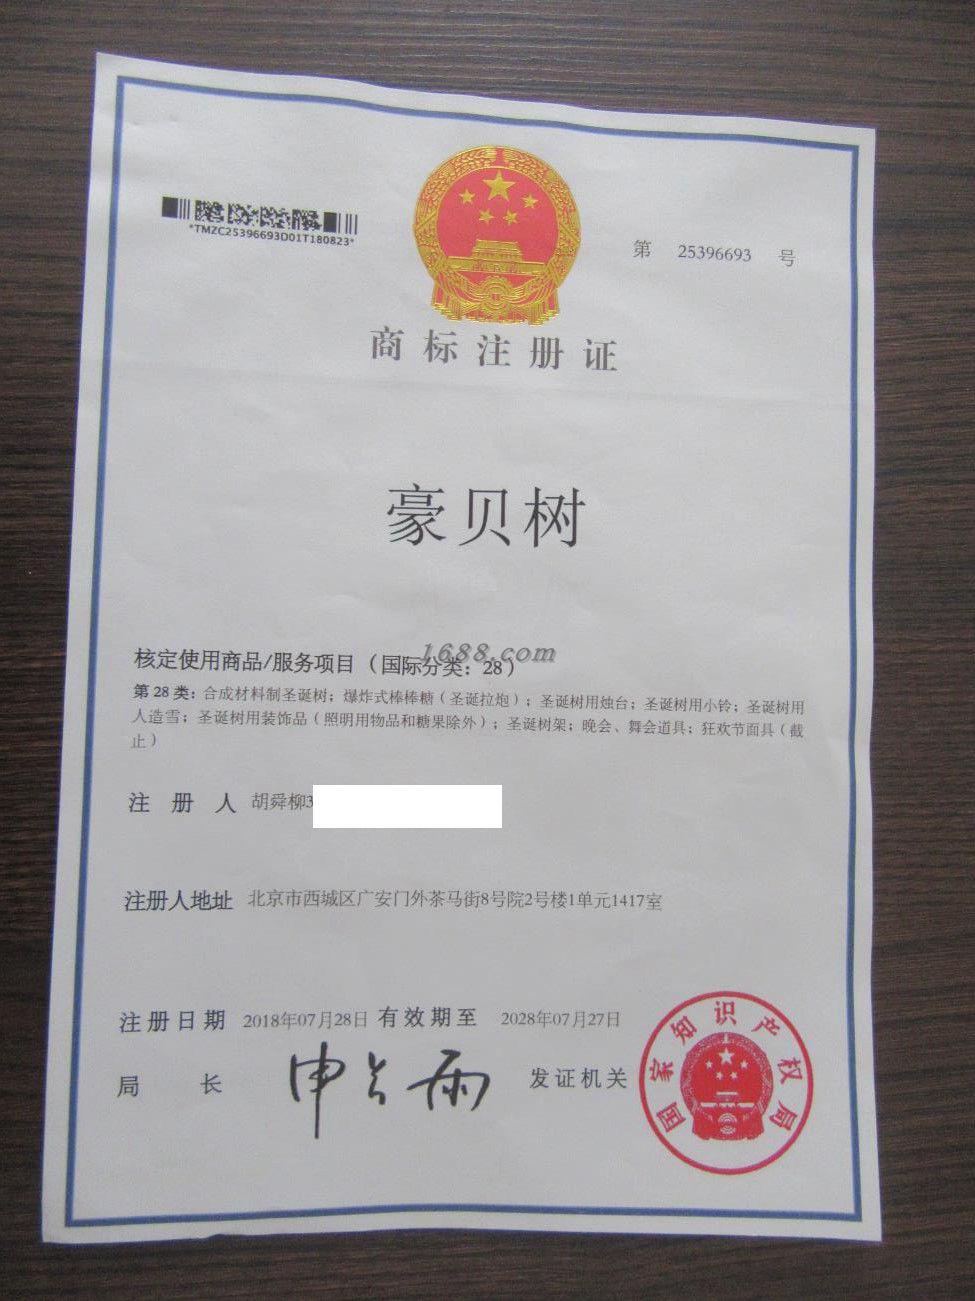 *TMZC25396693D01T180823*
第 25396693 号
商标注册证
豪贝树
1688.com
核定使用商品/服务项目（国际分类：28）
第 28 类：合成材料制圣诞树；爆炸式棒棒糖（圣诞拉炮）；圣诞树用烛台；圣诞树用小铃；圣诞树用
人造雪；圣诞树用装饰品（照明用物品和糖果除外）；圣诞树架；晚会、舞会道具；狂欢节面具（截
止）
注 册 人 胡舜柳3
注册人地址 北京市西城区广安门外茶马街8号院2号楼1单元1417室
注册日期 2018年07月28日 有效期至 2028年07月27日
局 长 申长雨 发证机关
国家知识产权局